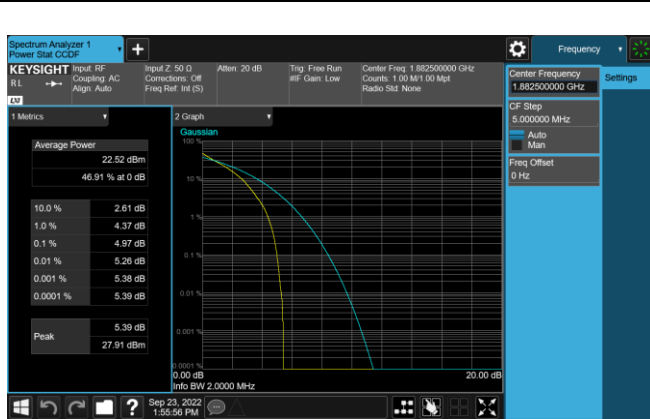 Spectrum Analyzer 1
Power Stat CCDF
Frequency
KEYSIGHT
RL
LXI
Input: RF
Coupling: AC
Align: Auto
Input Z: 50 Ω
Corrections: Off
Freq Ref: Int (S)
Atten: 20 dB
Trig: Free Run
#IF Gain: Low
Center Freq: 1.882500000 GHz
Counts: 1.00 M/1.00 Mpt
Radio Std: None
Center Frequency
1.882500000 GHz
Settings
CF Step
5.000000 MHz
Auto
Man
Freq Offset
0 Hz
1 Metrics
Average Power
22.52 dBm
46.91 % at 0 dB
10.0 % 2.61 dB
1.0 % 4.37 dB
0.1 % 4.97 dB
0.01 % 5.26 dB
0.001 % 5.38 dB
0.0001 % 5.39 dB
Peak
5.39 dB
27.91 dBm
2 Graph
Gaussian
100 %
10 %
1 %
0.1 %
0.01 %
0.001 %
0.0001 %
0.00 dB 20.00 dB
Info BW 2.0000 MHz
?
Sep 23, 2022
1:55:56 PM